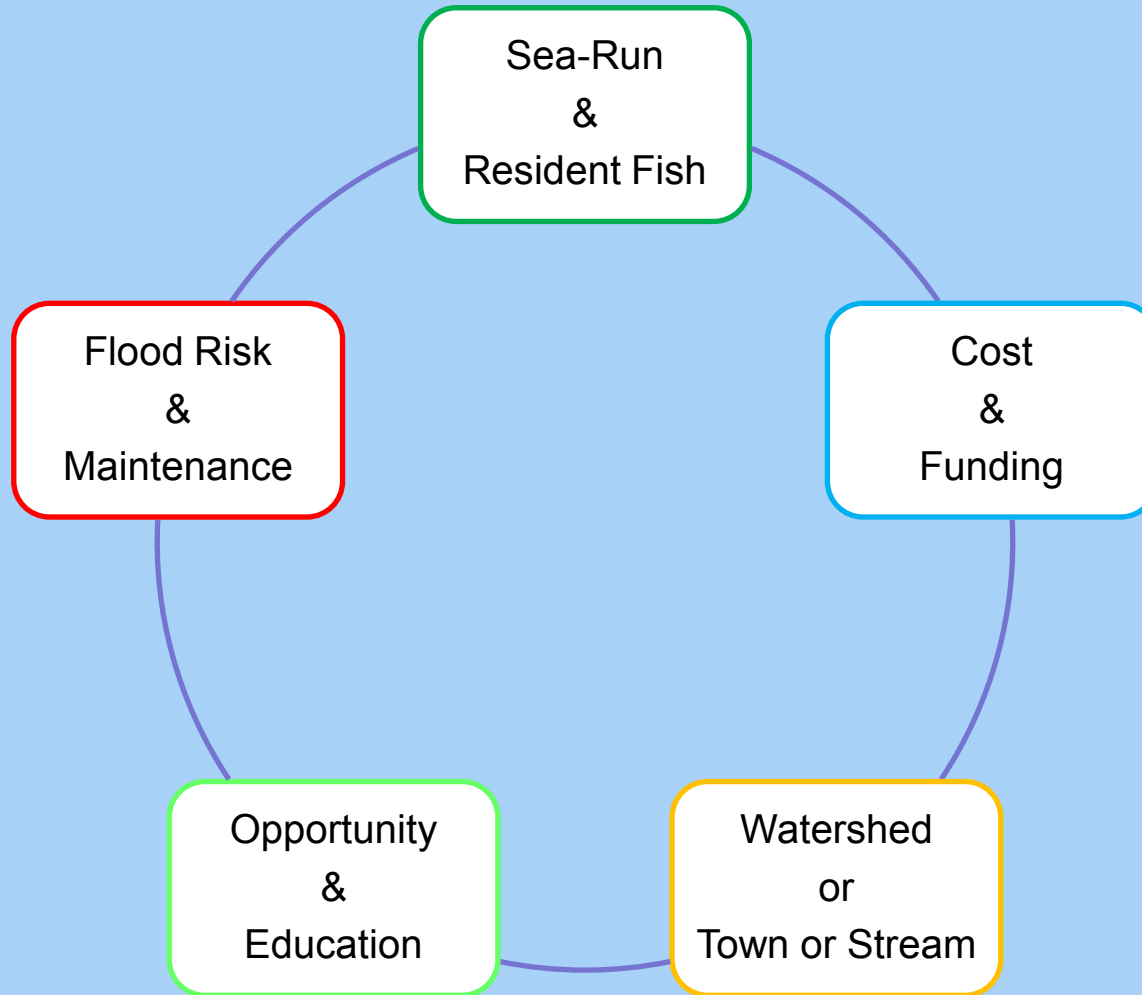 Sea-Run
&
Resident Fish
Flood Risk
&
Maintenance
Cost
&
Funding
Opportunity
&
Education
Watershed
or
Town or Stream